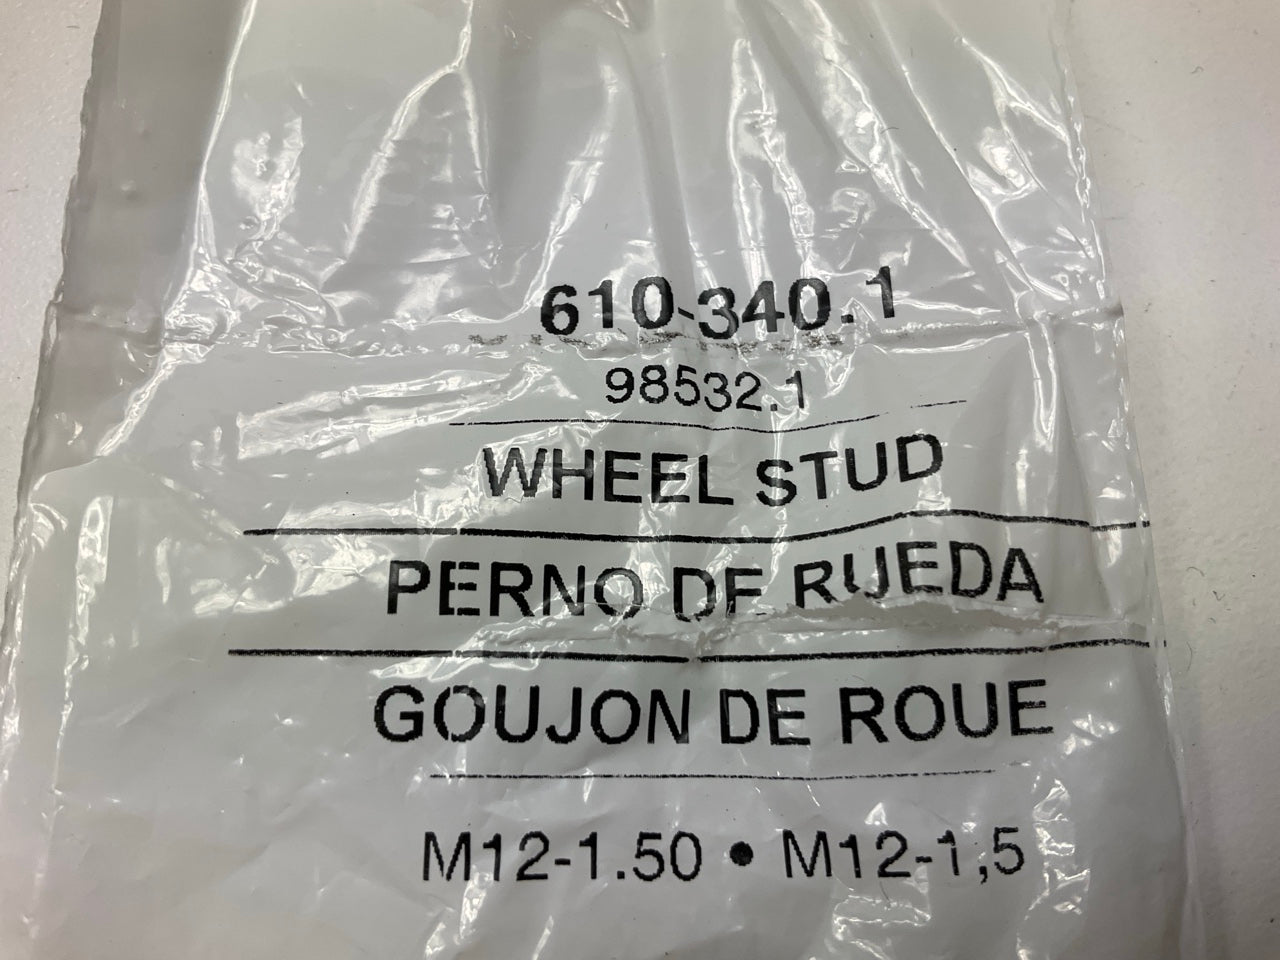 610-340.1
98532.1
WHEEL STUD
PERNO DE RUEDA
GOUJON DE ROUE
M12-1.50 • M12-1,5